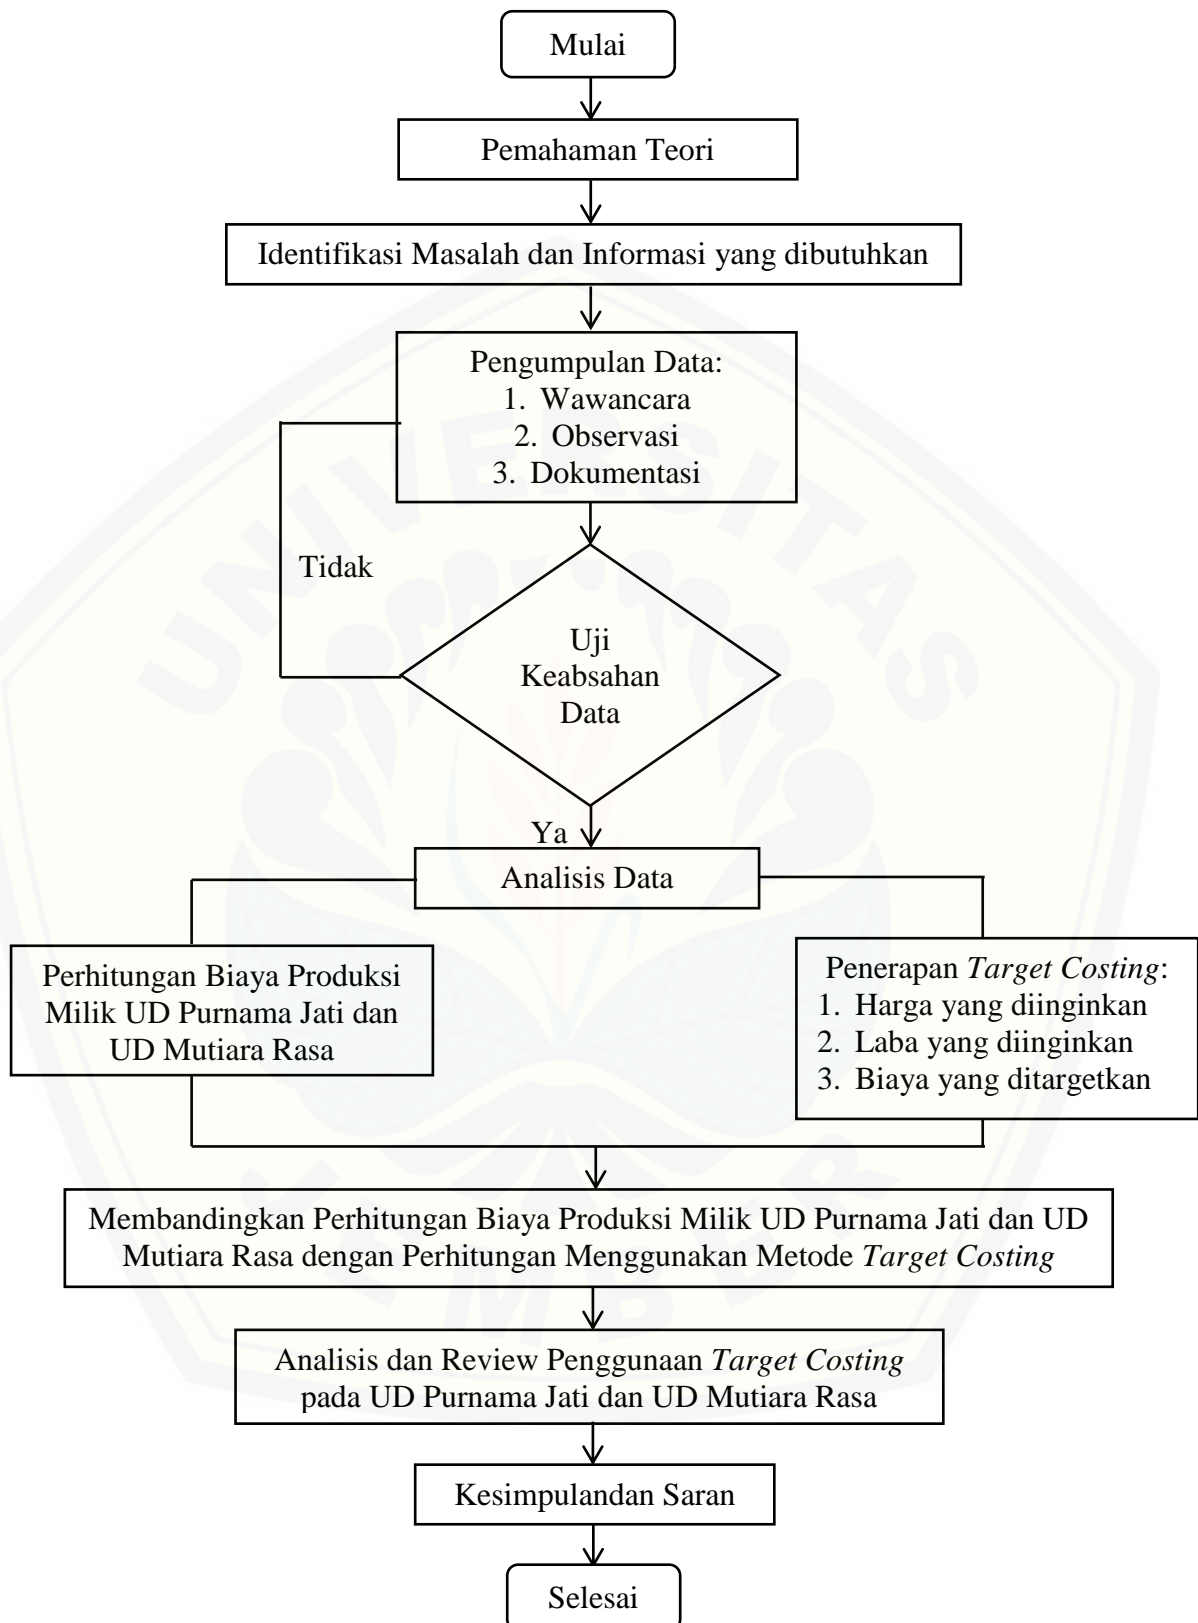 Mulai
Pemahaman Teori
Identifikasi Masalah dan Informasi yang dibutuhkan
Pengumpulan Data:
1. Wawancara
2. Observasi
3. Dokumentasi
Tidak
Uji
Keabsahan
Data
Ya
Analisis Data
Perhitungan Biaya Produksi
Milik UD Purnama Jati dan
UD Mutiara Rasa
Penerapan Target Costing:
1. Harga yang diinginkan
2. Laba yang diinginkan
3. Biaya yang ditargetkan
Membandingkan Perhitungan Biaya Produksi Milik UD Purnama Jati dan UD
Mutiara Rasa dengan Perhitungan Menggunakan Metode Target Costing
Analisis dan Review Penggunaan Target Costing
pada UD Purnama Jati dan UD Mutiara Rasa
Kesimpulandan Saran
Selesai
UNIVERSITAS
JEMBER